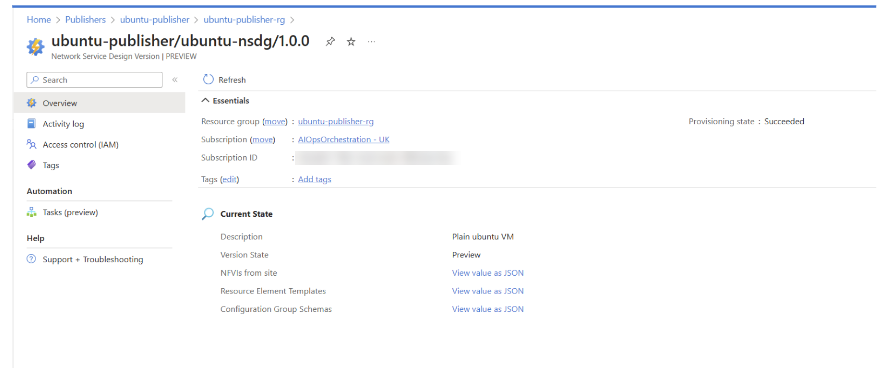 Home > Publishers > ubuntu-publisher > ubuntu-publisher-rg >
ubuntu-publisher/ubuntu-nsdg/1.0.0 ...
Network Service Design Version | PREVIEW
Search «
Refresh
Overview
Activity log
Access control (IAM)
Tags
Automation
Tasks (preview)
Help
Support + Troubleshooting
Essentials
Resource group (move) : ubuntu-publisher-rg
Provisioning state : Succeeded
Subscription (move) : AIOpsOrchestration - UK
Subscription ID :
Tags (edit) : Add tags
Current State
Description Plain ubuntu VM
Version State Preview
NFVIs from site View value as JSON
Resource Element Templates View value as JSON
Configuration Group Schemas View value as JSON